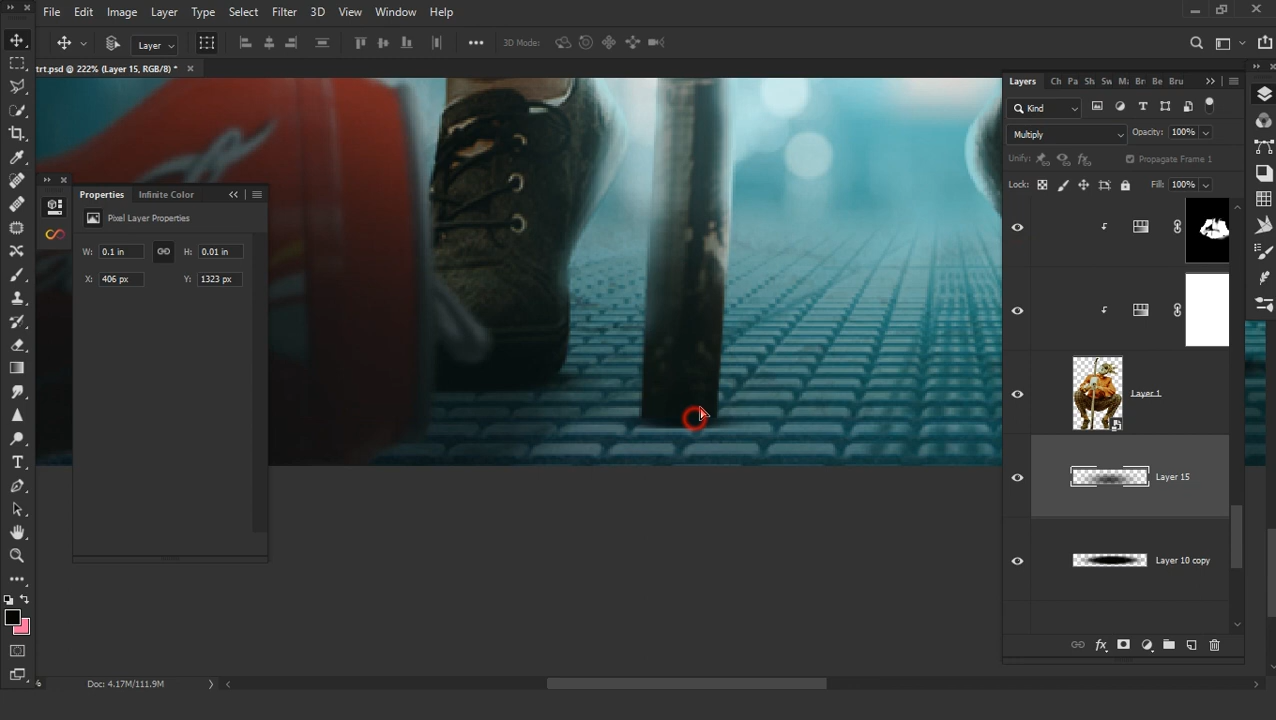 File Edit Image Layer Type Select Filter 3D View Window Help
Layer 3D Mode:
trt.psd @ 222% (Layer 15, RGB/8) *
Layers Ch Pa Sh Sw Br Be Bru
Kind
Multiply Opacity: 100%
Unify: Propagate Frame 1
Lock: Fill: 100%
Properties Infinite Color
Pixel Layer Properties
W: 0.1 in H: 0.01 in
X: 406 px Y: 1323 px
Layer 1
Layer 15
Layer 10 copy
% Doc: 4.17M/111.9M